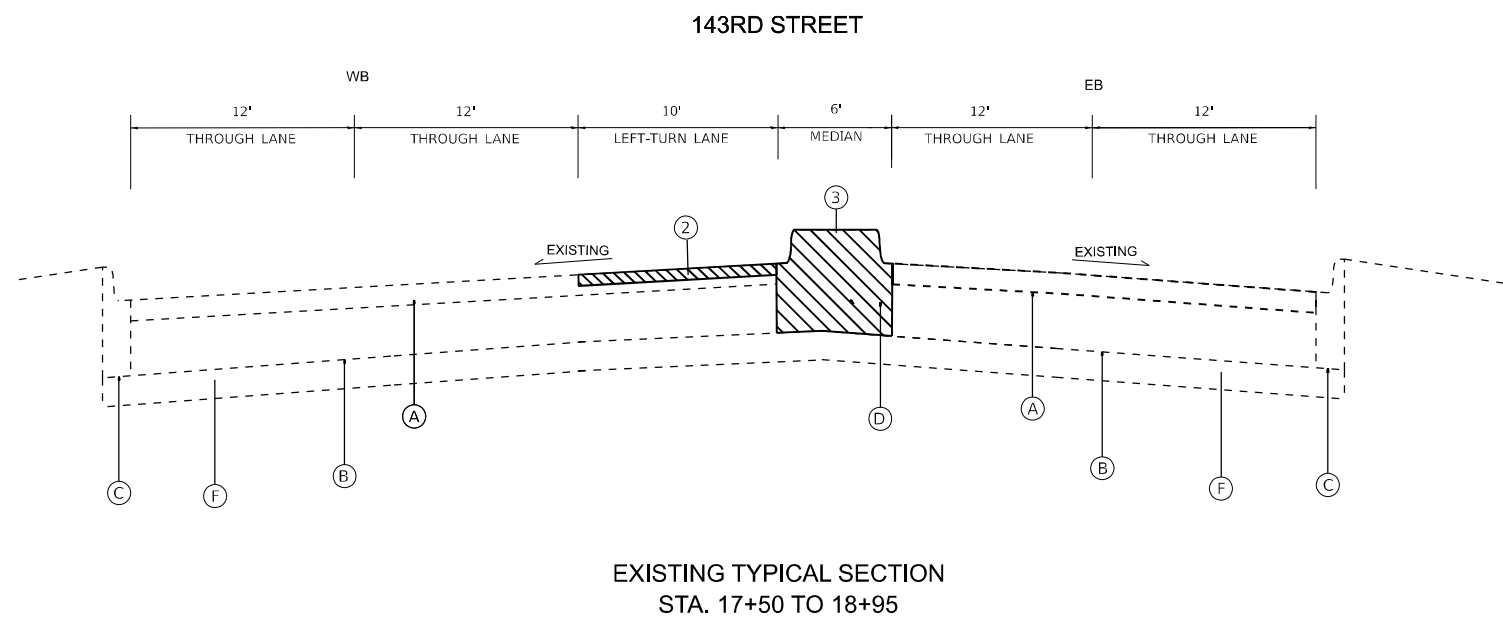 143RD STREET
WB
EB
12' 12' 10' 6' 12' 12'
THROUGH LANE THROUGH LANE LEFT-TURN LANE MEDIAN THROUGH LANE THROUGH LANE
3
2
EXISTING EXISTING
A D A
B B
C F F C
EXISTING TYPICAL SECTION
STA. 17+50 TO 18+95